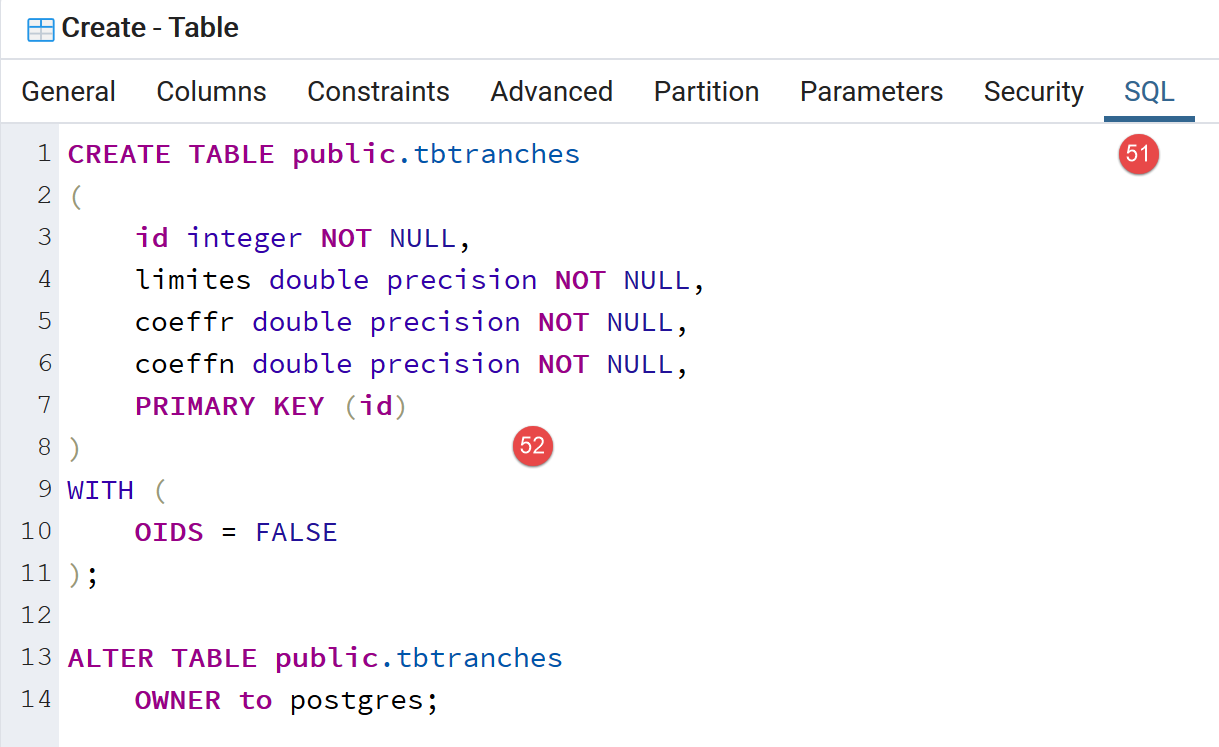 Create - Table
General Columns Constraints Advanced Partition Parameters Security SQL
1 CREATE TABLE public.tbtranches
51
2 (
3 id integer NOT NULL,
4 limites double precision NOT NULL,
5 coeffr double precision NOT NULL,
6 coeffn double precision NOT NULL,
7 PRIMARY KEY (id)
8 )
52
9 WITH (
10 OIDS = FALSE
11 );
12
13 ALTER TABLE public.tbtranches
14 OWNER to postgres;